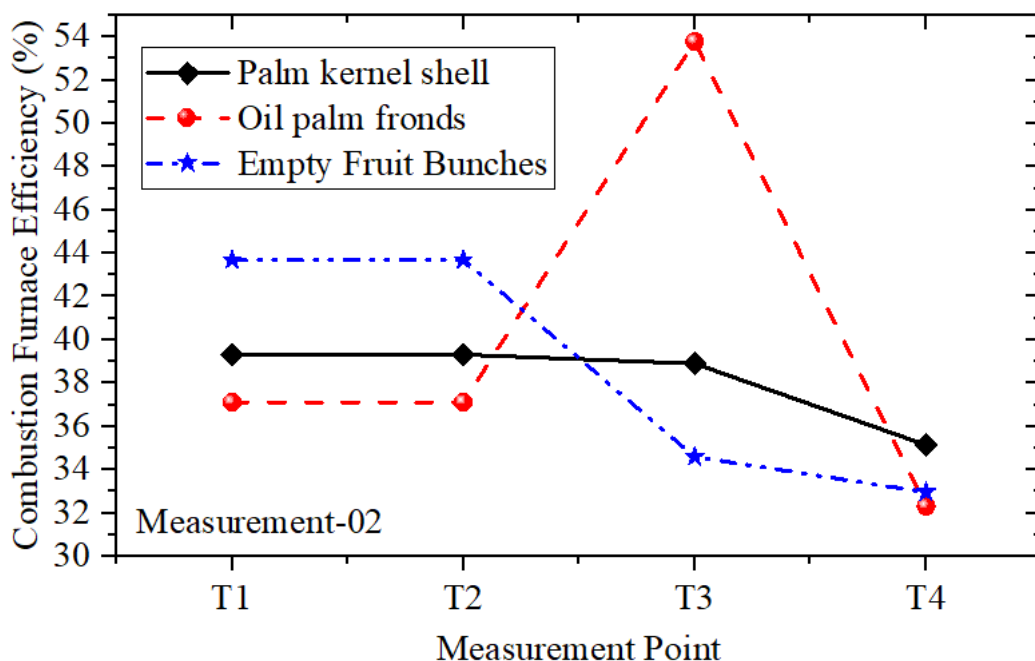 Combustion Furnace Efficiency (%)
54
52
50
48
46
44
42
40
38
36
34
32
30
Palm kernel shell
Oil palm fronds
Empty Fruit Bunches
Measurement-02
T1 T2 T3 T4
Measurement Point